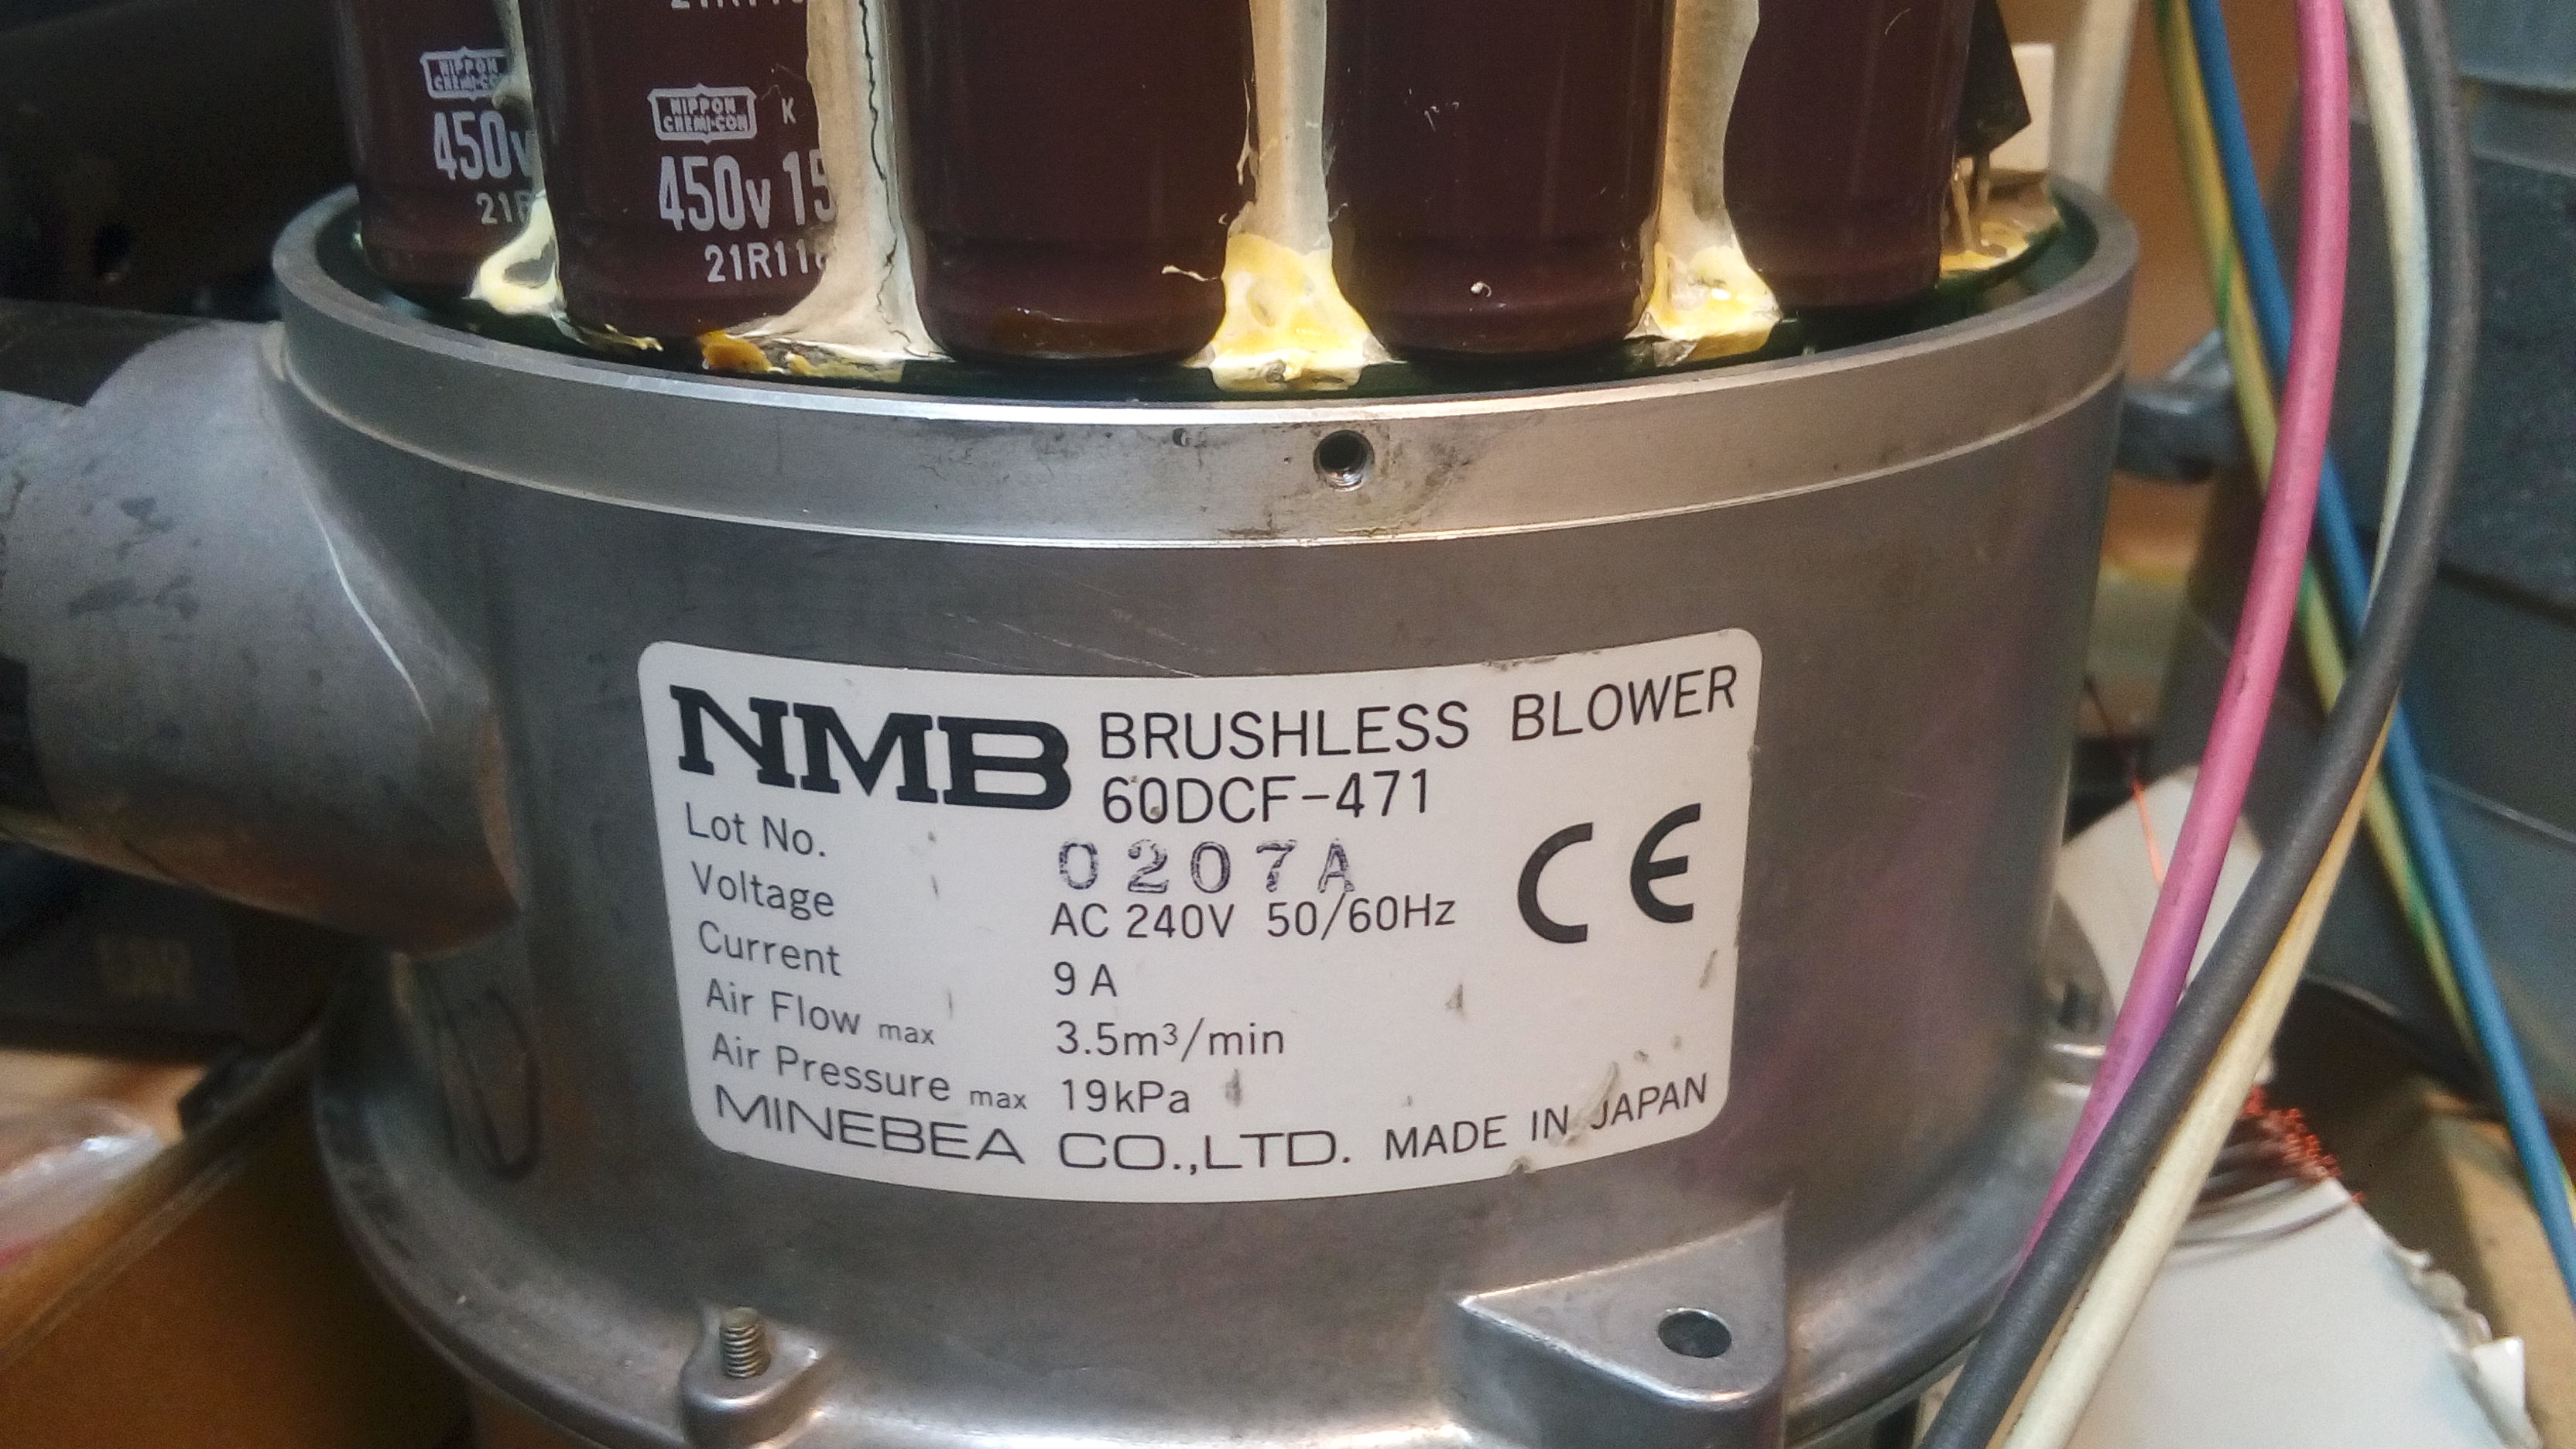 NIPPON
CHEMI-CON
450v
NIPPON
CHEMI-CON
K
450v 15
21R118
NMB BRUSHLESS BLOWER
60DCF-471
Lot No. 0207A
Voltage AC 240V 50/60Hz
Current 9 A
Air Flow max 3.5m³/min
Air Pressure max 19kPa
MINEBEA CO.,LTD. MADE IN JAPAN
CE